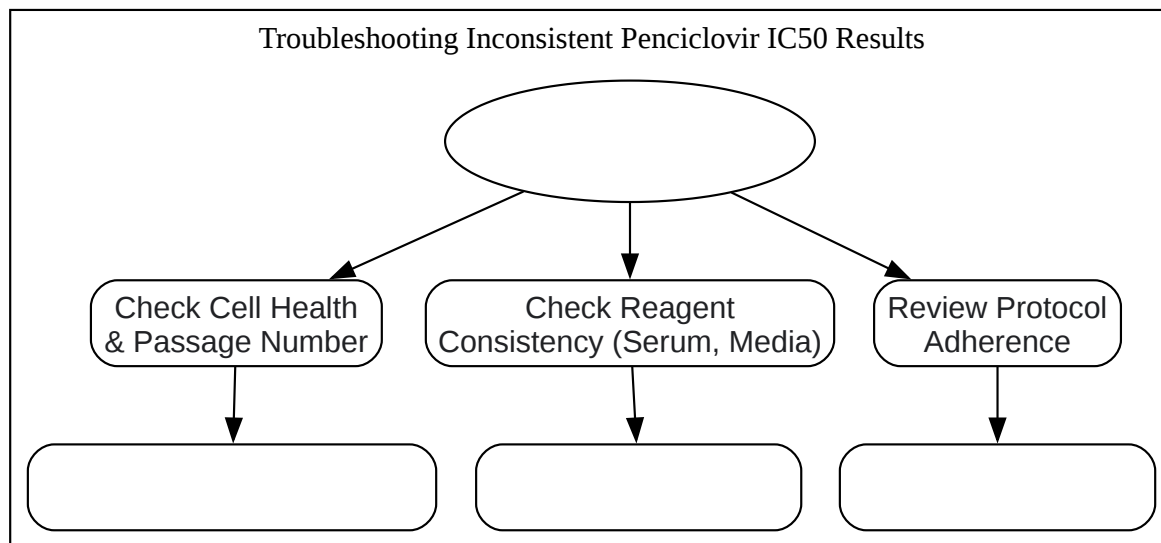 Troubleshooting Inconsistent Penciclovir IC50 Results
Check Cell Health
& Passage Number
Check Reagent
Consistency (Serum, Media)
Review Protocol
Adherence